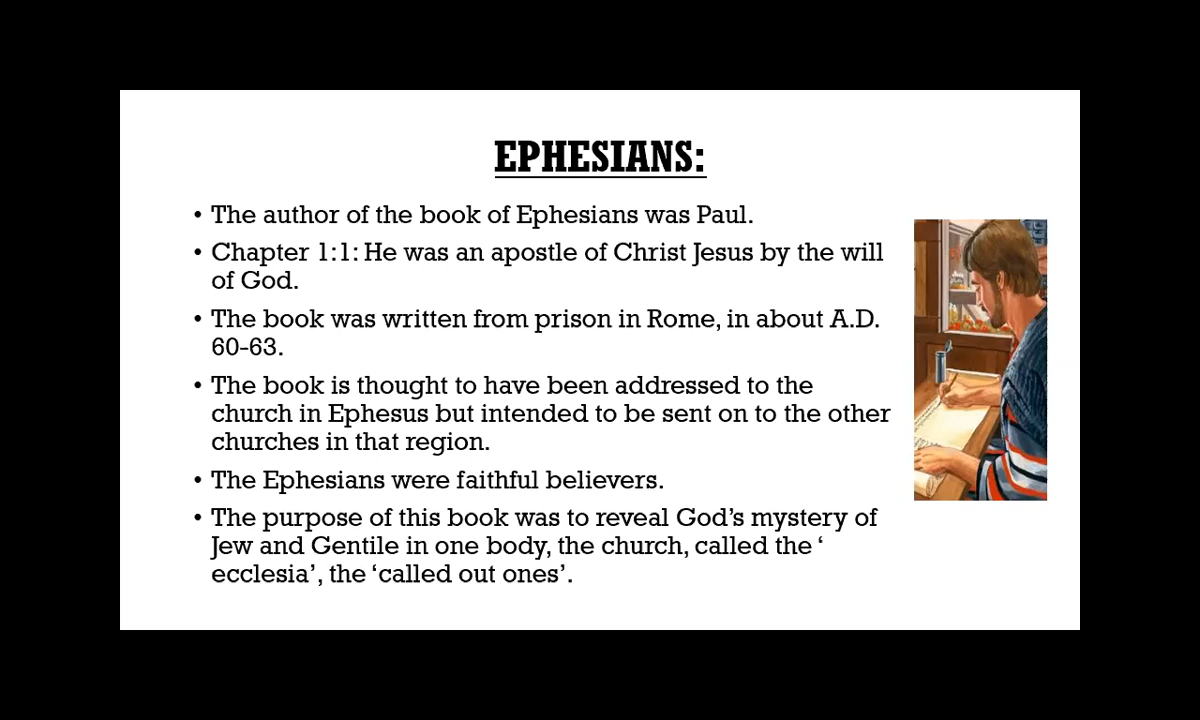 EPHESIANS:
• The author of the book of Ephesians was Paul.
• Chapter 1:1: He was an apostle of Christ Jesus by the will
of God.
• The book was written from prison in Rome, in about A.D.
60-63.
• The book is thought to have been addressed to the
church in Ephesus but intended to be sent on to the other
churches in that region.
• The Ephesians were faithful believers.
• The purpose of this book was to reveal God’s mystery of
Jew and Gentile in one body, the church, called the ‘
ecclesia’, the ‘called out ones’.